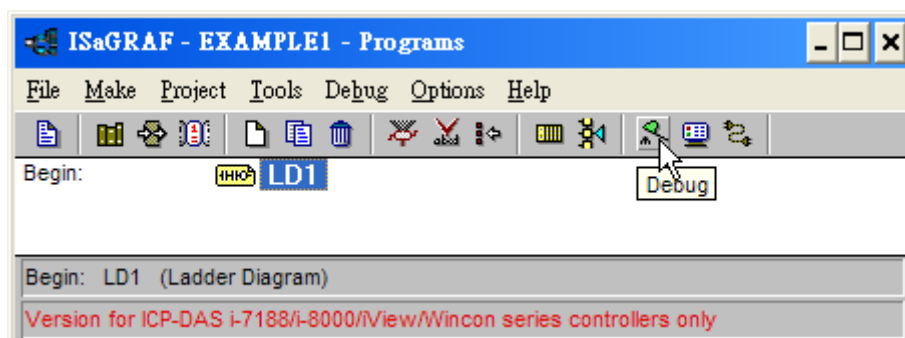 ISaGRAF - EXAMPLE1 - Programs
File Make Project Tools Debug Options Help
Begin: LD1
Debug
Begin: LD1 (Ladder Diagram)
Version for ICP-DAS i-7188/i-8000/iView/Wincon series controllers only